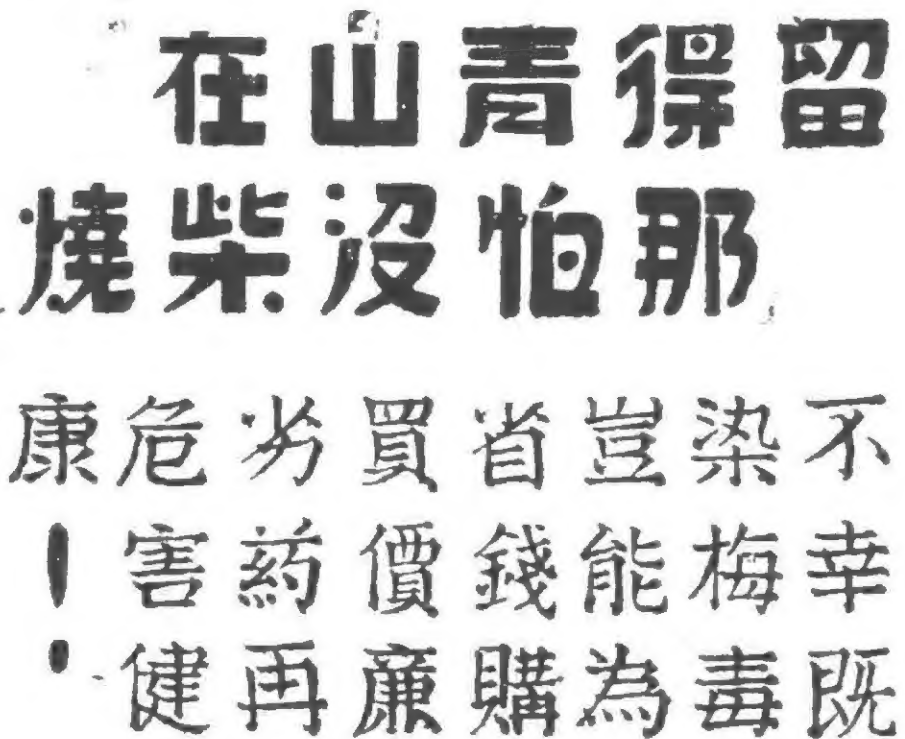 留得青山在
那怕沒柴燒
不幸既
染梅毒
豈能為
省錢購
買價廉
劣葯再
危害健
康！